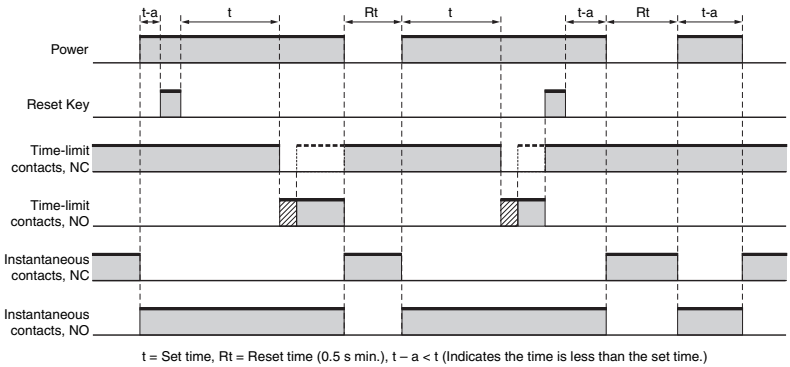 t-a t Rt t t-a Rt t-a
Power
Reset Key
Time-limit
contacts, NC
Time-limit
contacts, NO
Instantaneous
contacts, NC
Instantaneous
contacts, NO
t = Set time, Rt = Reset time (0.5 s min.), t – a < t (Indicates the time is less than the set time.)